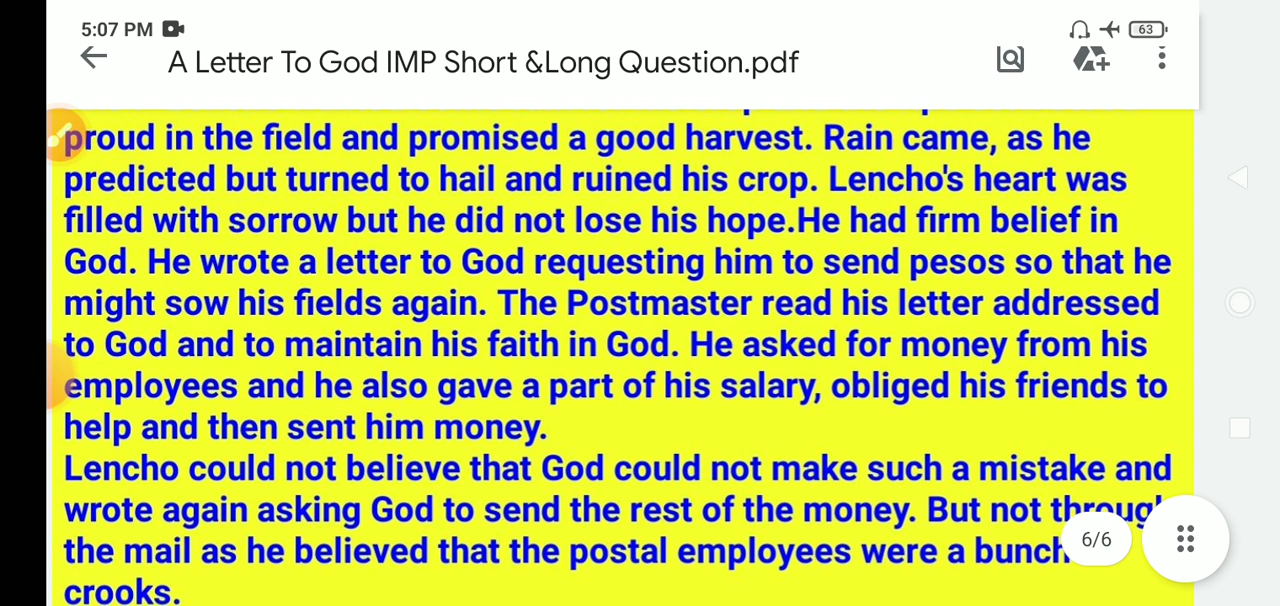 5:07 PM
63
A Letter To God IMP Short &Long Question.pdf
proud in the field and promised a good harvest. Rain came, as he
predicted but turned to hail and ruined his crop. Lencho's heart was
filled with sorrow but he did not lose his hope.He had firm belief in
God. He wrote a letter to God requesting him to send pesos so that he
might sow his fields again. The Postmaster read his letter addressed
to God and to maintain his faith in God. He asked for money from his
employees and he also gave a part of his salary, obliged his friends to
help and then sent him money.
Lencho could not believe that God could not make such a mistake and
wrote again asking God to send the rest of the money. But not through
the mail as he believed that the postal employees were a bunch
6/6
crooks.